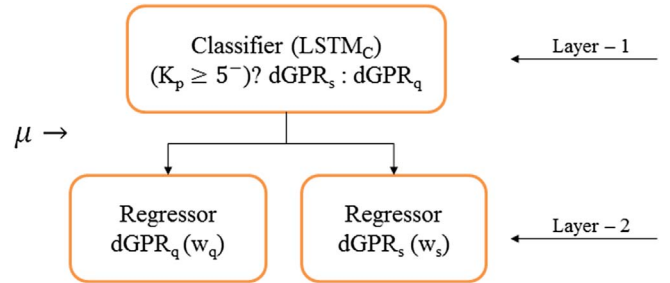 Classifier (LSTM_C)
(K_p ≥ 5⁻)? dGPR_s : dGPR_q
Layer – 1
μ →
Regressor
dGPR_q (w_q)
Regressor
dGPR_s (w_s)
Layer – 2